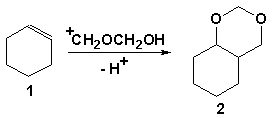 +CH2OCH2OH
- H+
O O
1
2